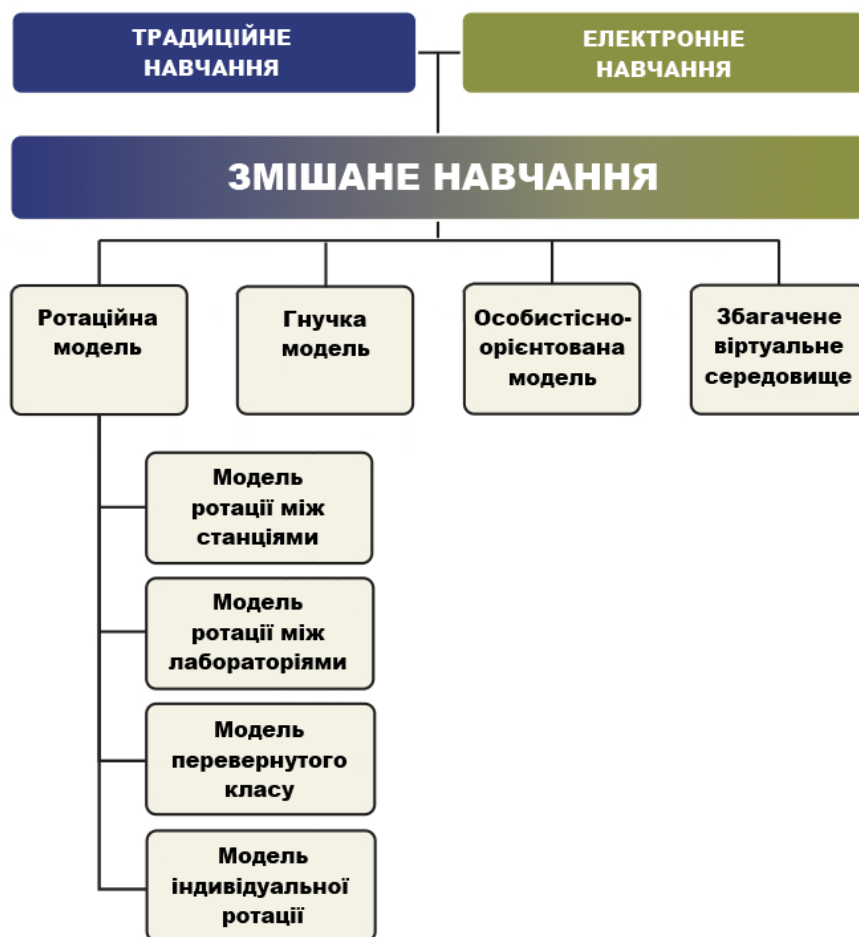 ТРАДИЦІЙНЕ
НАВЧАННЯ
ЕЛЕКТРОННЕ
НАВЧАННЯ
ЗМІШАНЕ НАВЧАННЯ
Ротаційна
модель
Гнучка
модель
Особистісно-
орієнтована
модель
Збагачене
віртуальне
середовище
Модель
ротації між
станціями
Модель
ротації між
лабораторіями
Модель
перевернутого
класу
Модель
індивідуальної
ротації